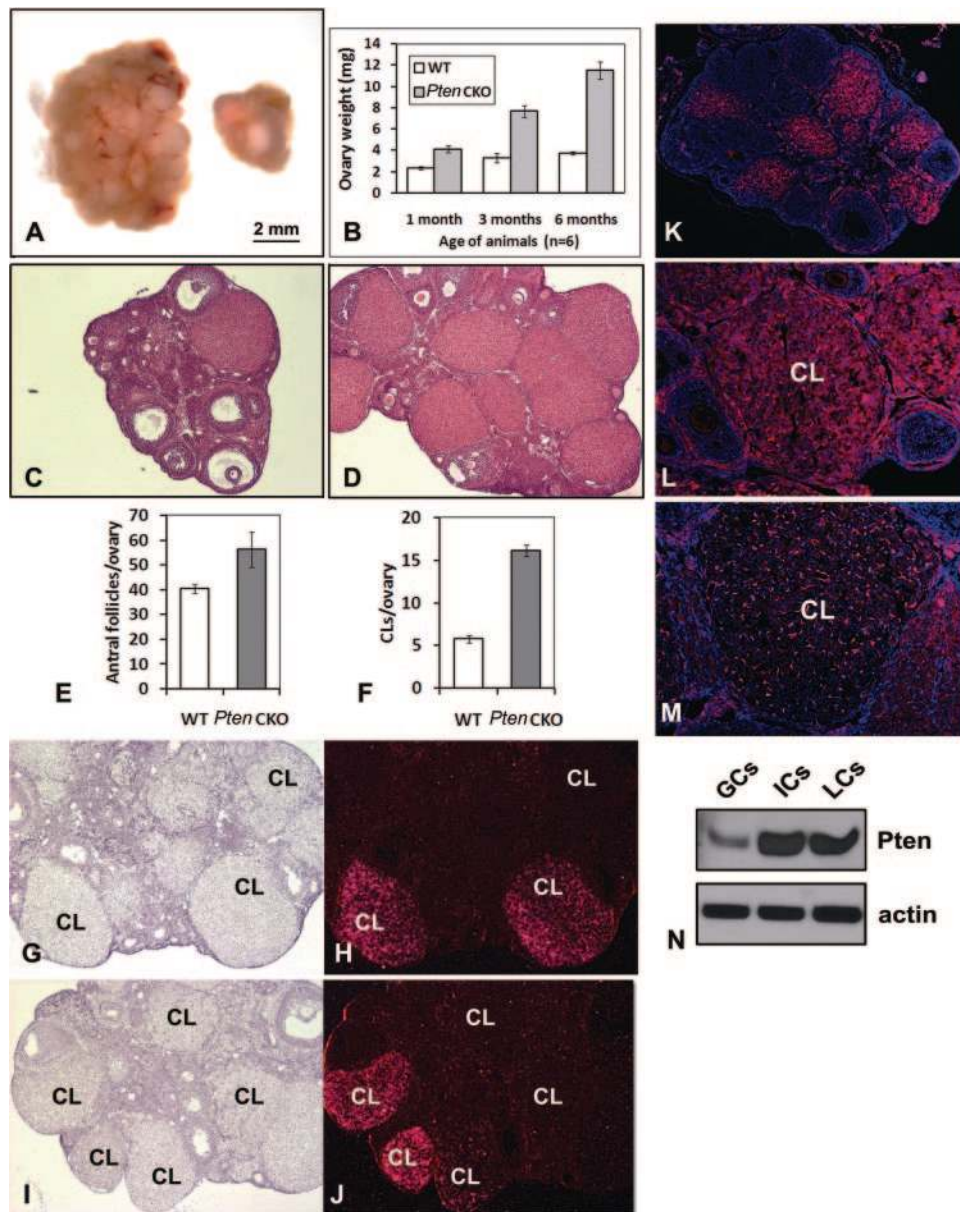 A
2 mm
Ovary weight (mg)
14
12
10
8
6
4
2
0
WT
Pten CKO
1 month 3 months 6 months
Age of animals (n=6)
B
K
C
D
L
CL
Antral follicles/ovary
70
60
50
40
30
20
10
0
WT Pten CKO
E
CLs/ovary
20
15
10
5
0
WT Pten CKO
F
CL
M
CL
CL
CL
G
CL
CL
CL
H
GCs ICs LCs
Pten
actin
N
CL
CL
CL
CL
CL
I
CL
CL
CL
CL
CL
J